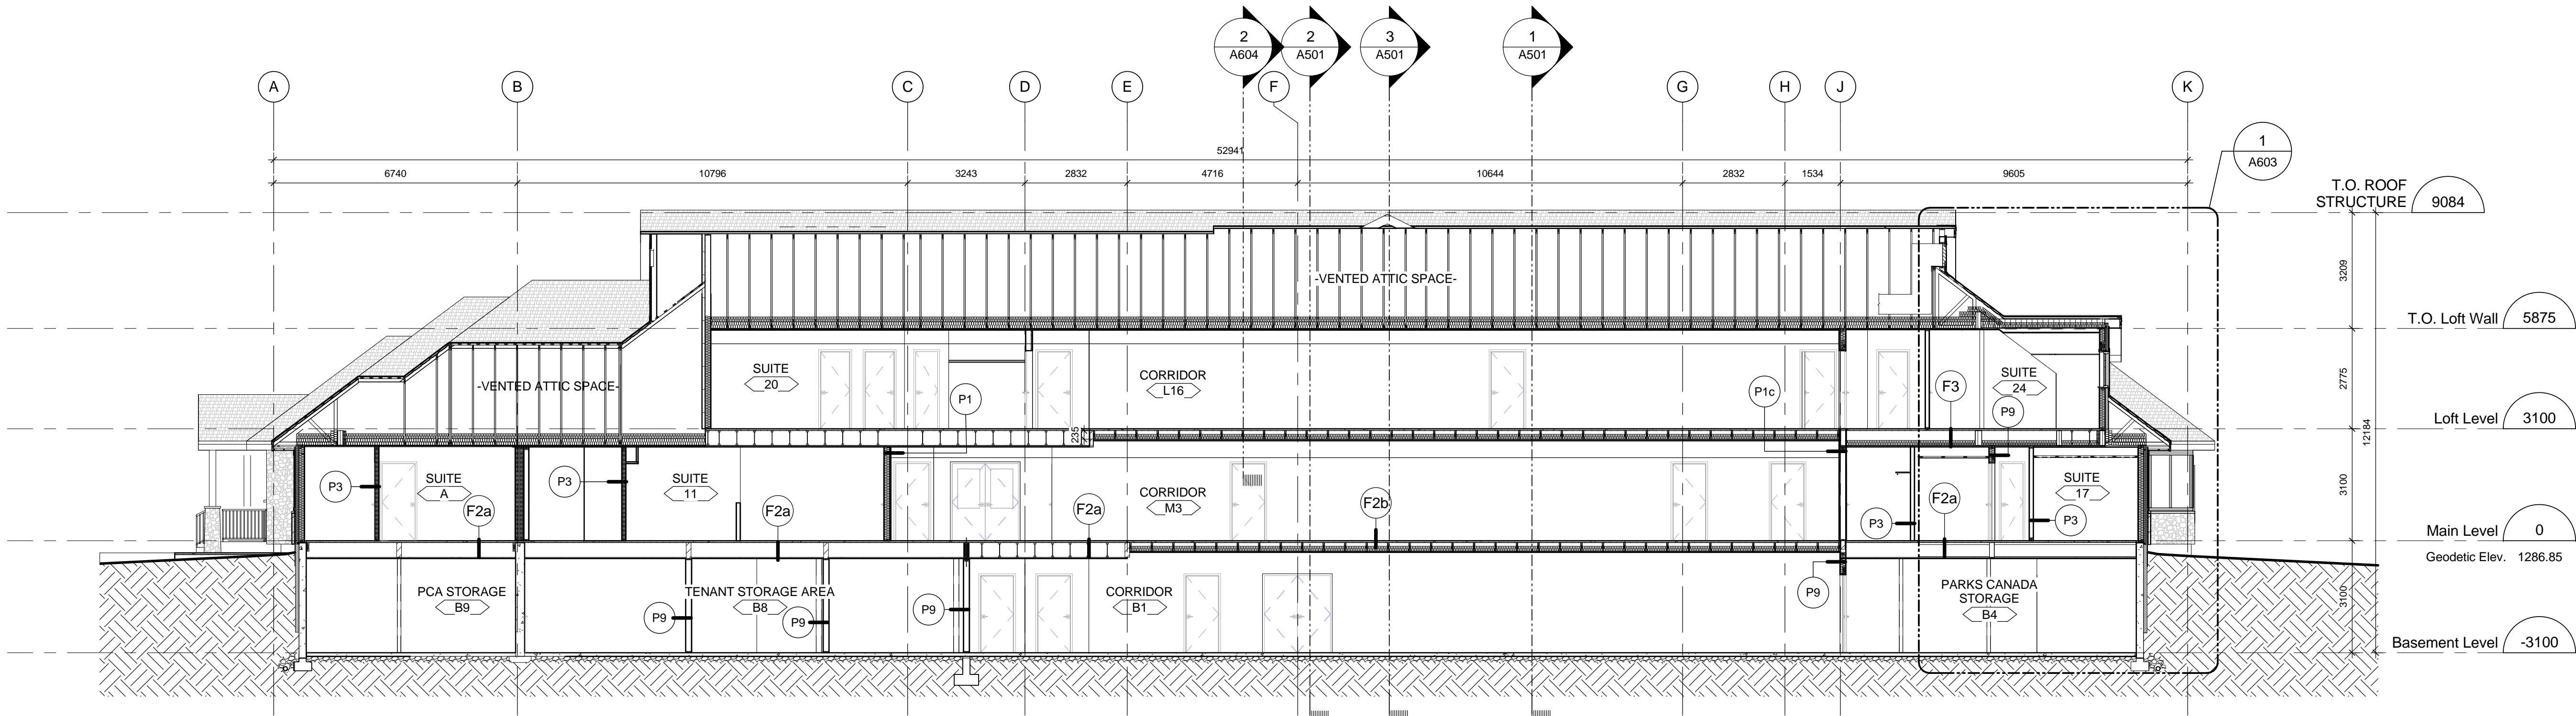 2
A604
2
A501
3
A501
1
A501
A
B
C
D
E
F
G
H
J
K
1
A603
52941
6740
10796
3243
2832
4716
10644
2832
1534
9605
T.O. ROOF
STRUCTURE
9084
-VENTED ATTIC SPACE-
3209
T.O. Loft Wall
5875
-VENTED ATTIC SPACE-
SUITE
20
P1
CORRIDOR
L16
P1c
F3
SUITE
24
P9
2775
Loft Level
3100
235
12184
P3
SUITE
A
F2a
P3
SUITE
11
F2a
F2a
CORRIDOR
M3
F2b
P3
F2a
P3
SUITE
17
3100
Main Level
0
Geodetic Elev. 1286.85
PCA STORAGE
B9
P9
TENANT STORAGE AREA
B8
P9
P9
CORRIDOR
B1
P9
PARKS CANADA
STORAGE
B4
3100
Basement Level
-3100